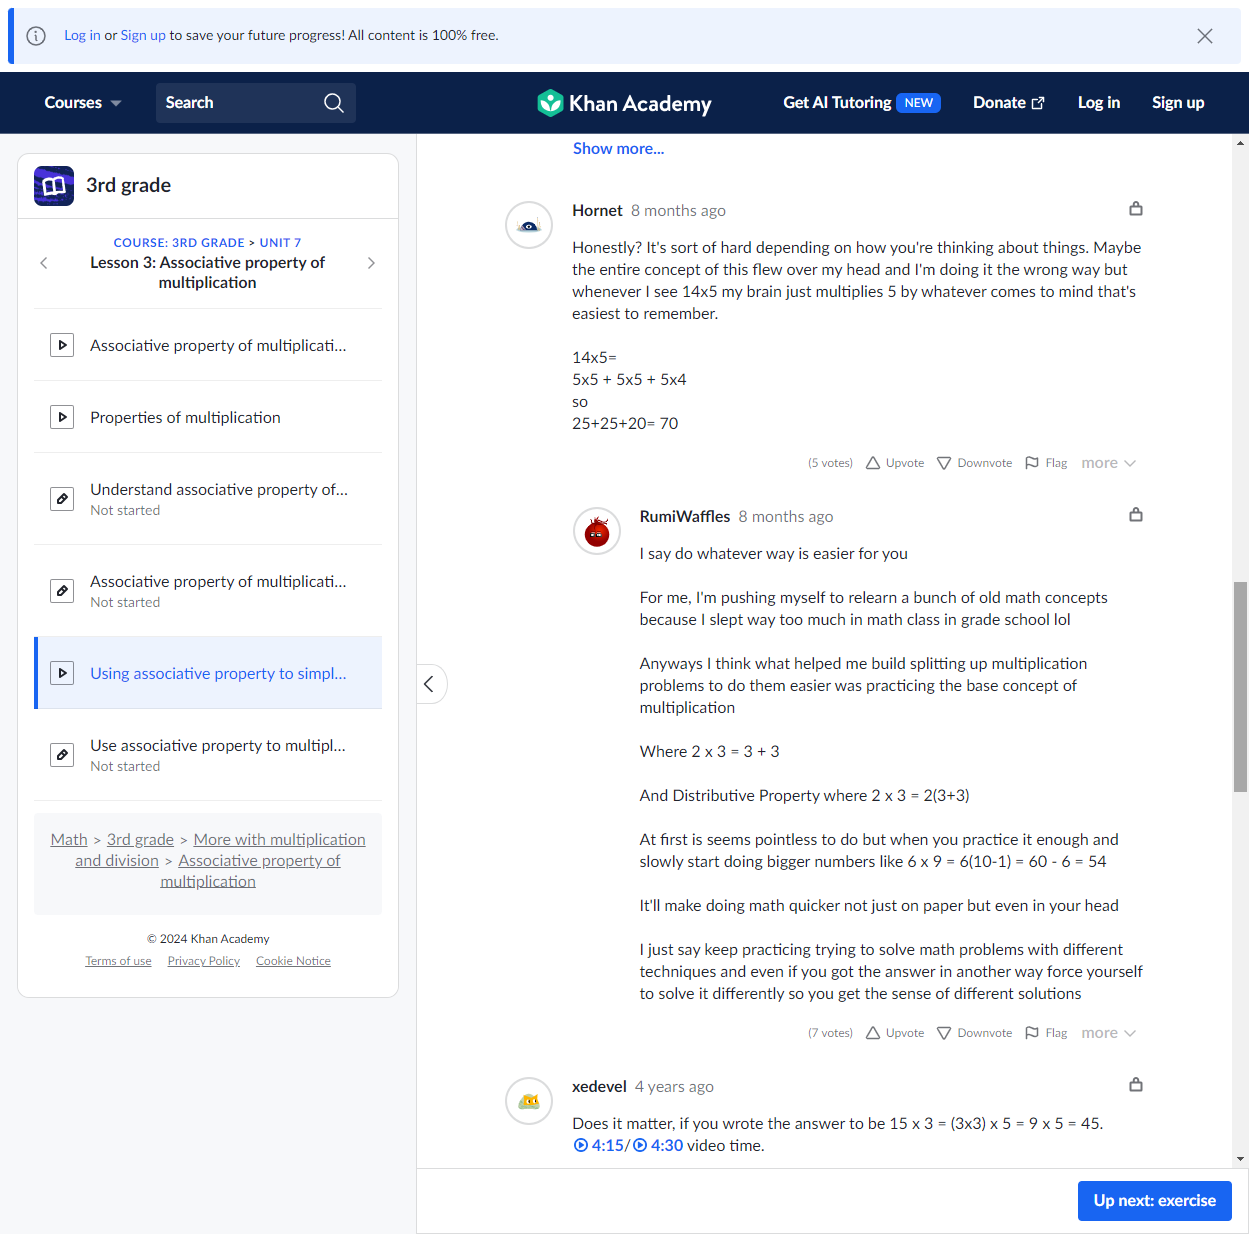 Log in or Sign up to save your future progress! All content is 100% free.
Courses
Search
Khan Academy
Get AI Tutoring NEW
Donate
Log in
Sign up
3rd grade
COURSE: 3RD GRADE > UNIT 7
Lesson 3: Associative property of
multiplication
Associative property of multiplicati...
Properties of multiplication
Understand associative property of...
Not started
Associative property of multiplicati...
Not started
Using associative property to simpl...
Use associative property to multipl...
Not started
Math > 3rd grade > More with multiplication
and division > Associative property of
multiplication
© 2024 Khan Academy
Terms of use Privacy Policy Cookie Notice
Show more...
Hornet 8 months ago
Honestly? It's sort of hard depending on how you're thinking about things. Maybe
the entire concept of this flew over my head and I'm doing it the wrong way but
whenever I see 14x5 my brain just multiplies 5 by whatever comes to mind that's
easiest to remember.
14x5=
5x5 + 5x5 + 5x4
so
25+25+20= 70
(5 votes) Upvote Downvote Flag more
RumiWaffles 8 months ago
I say do whatever way is easier for you
For me, I'm pushing myself to relearn a bunch of old math concepts
because I slept way too much in math class in grade school lol
Anyways I think what helped me build splitting up multiplication
problems to do them easier was practicing the base concept of
multiplication
Where 2 x 3 = 3 + 3
And Distributive Property where 2 x 3 = 2(3+3)
At first is seems pointless to do but when you practice it enough and
slowly start doing bigger numbers like 6 x 9 = 6(10-1) = 60 - 6 = 54
It'll make doing math quicker not just on paper but even in your head
I just say keep practicing trying to solve math problems with different
techniques and even if you got the answer in another way force yourself
to solve it differently so you get the sense of different solutions
(7 votes) Upvote Downvote Flag more
xedevel 4 years ago
Does it matter, if you wrote the answer to be 15 x 3 = (3x3) x 5 = 9 x 5 = 45.
4:15/ 4:30 video time.
Up next: exercise